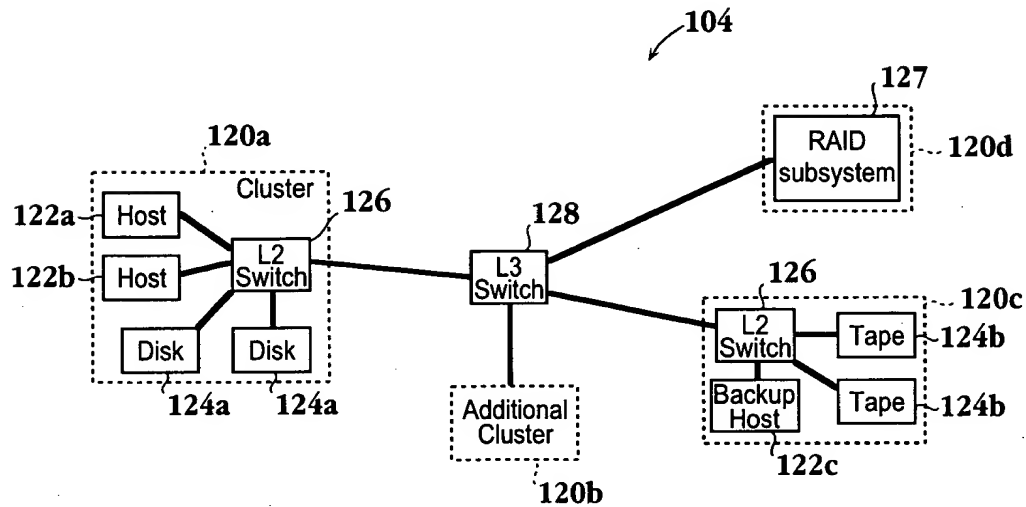 104
127
RAID
subsystem
120d
120a
Cluster
126
122a
Host
L2
Switch
122b
Host
Disk
Disk
124a
124a
128
L3
Switch
Additional
Cluster
120b
126
120c
L2
Switch
Tape
124b
Backup
Host
Tape
124b
122c